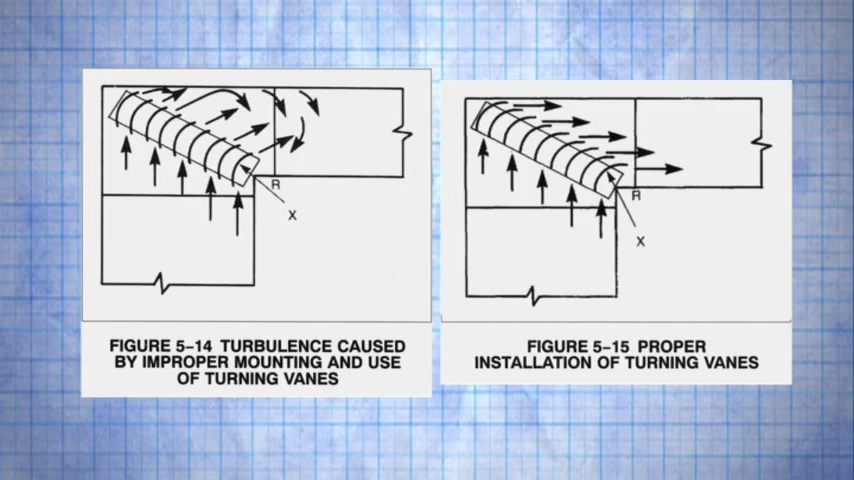 R
X
FIGURE 5–14 TURBULENCE CAUSED
BY IMPROPER MOUNTING AND USE
OF TURNING VANES
R
X
FIGURE 5–15 PROPER
INSTALLATION OF TURNING VANES